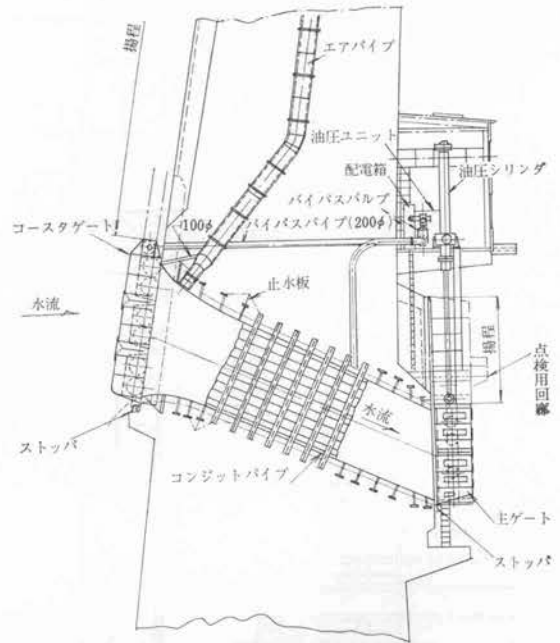 揚程
エアパイプ
油圧ユニット
配電箱
油圧シリンダ
バイパスバルブ
コースタゲート
100φ
バイパスパイプ(200φ)
止水板
水流
揚程
点検用回廊
水流
ストッパ
コンジットパイプ
主ゲート
ストッパ